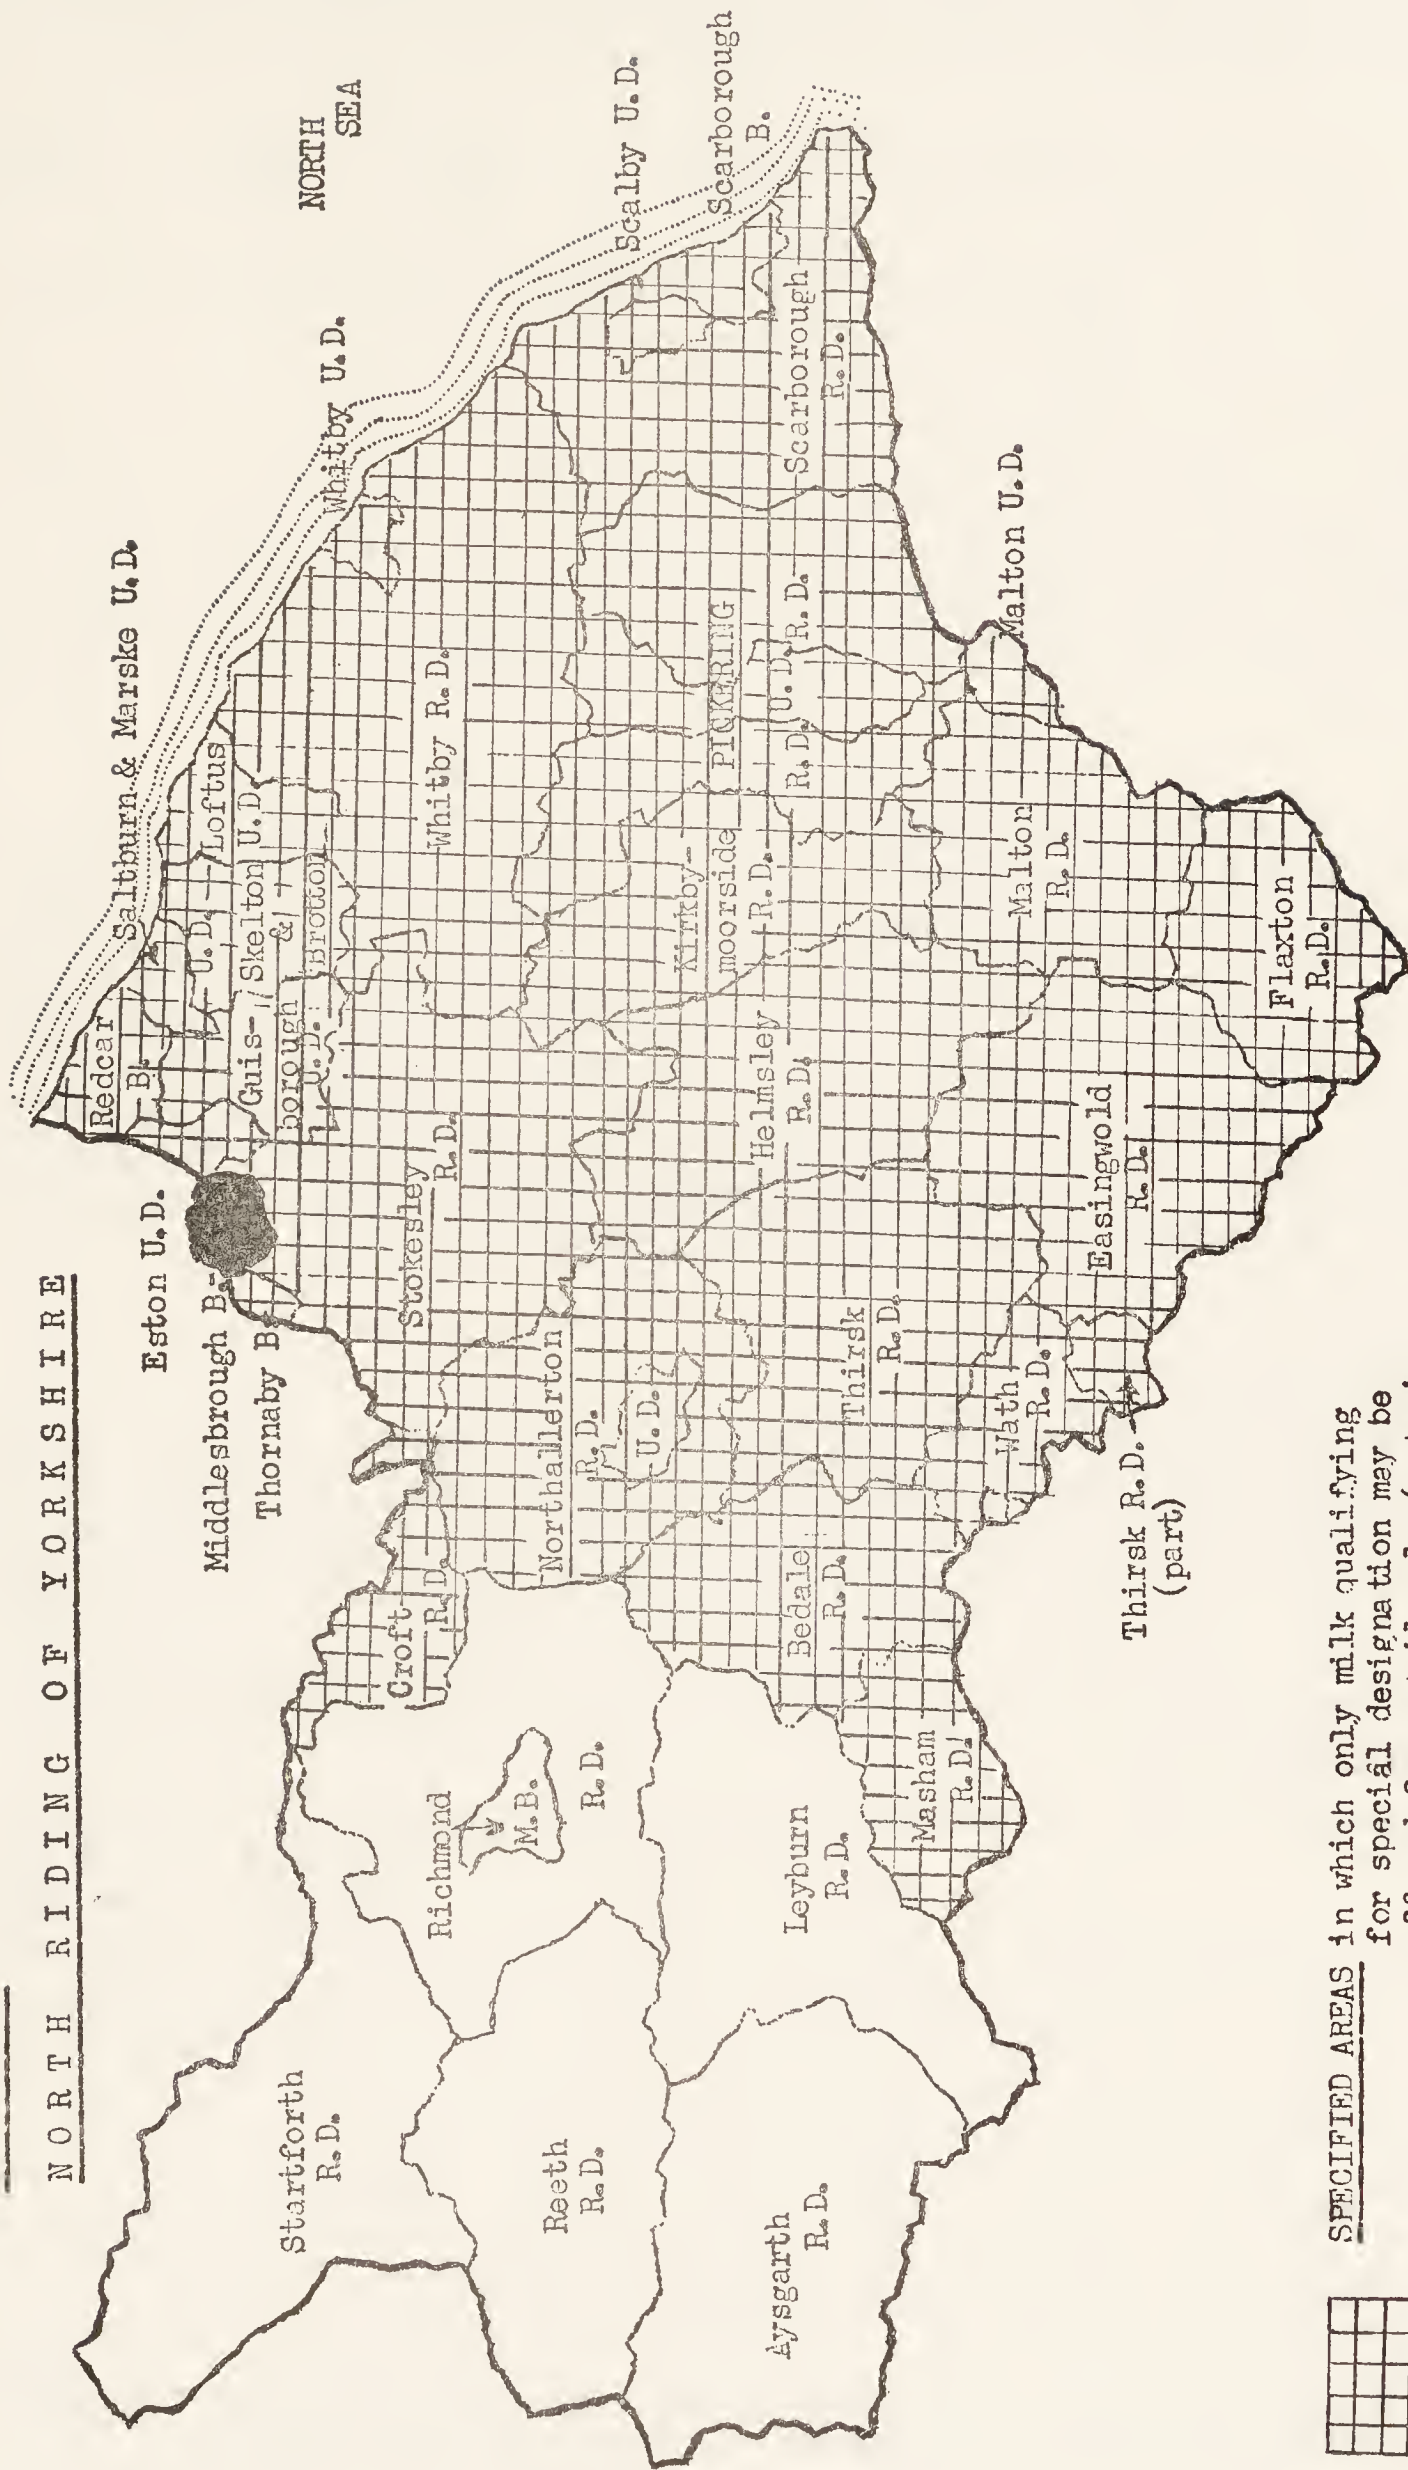 NORTH RIDING OF YORKSHIRE
NORTH
SEA
Eston U.D.
Middlesbrough B.
Thornaby B.
Saltburn & Marske U.D.
Whitby U.D.
Scalby U.D.
Scarborough
B.
Redcar
B.
U.D.
Loftus
U.D.
Guis-
borough
U.D.
Skelton
&
Brotton
Whitby R.D.
Stokesley
R.D.
Croft
R.D.
Startforth
R.D.
Richmond
M.B.
R.D.
Reeth
R.D.
Northallerton
R.D.
U.D.
Kirkby-
moorside
R.D.
PICKERING
R.D. U.D. R.D.
Scarborough
R.D.
Helmsley
R.D.
Thirsk
R.D.
Bedale
R.D.
Leyburn
R.D.
Aysgarth
R.D.
Masham
R.D.
Wath
R.D.
Malton U.D.
Malton
R.D.
Easingwold
R.D.
Flaxton
R.D.
Thirsk R.D.
(part)
SPECIFIED AREAS in which only milk qualifying
for special designation may be